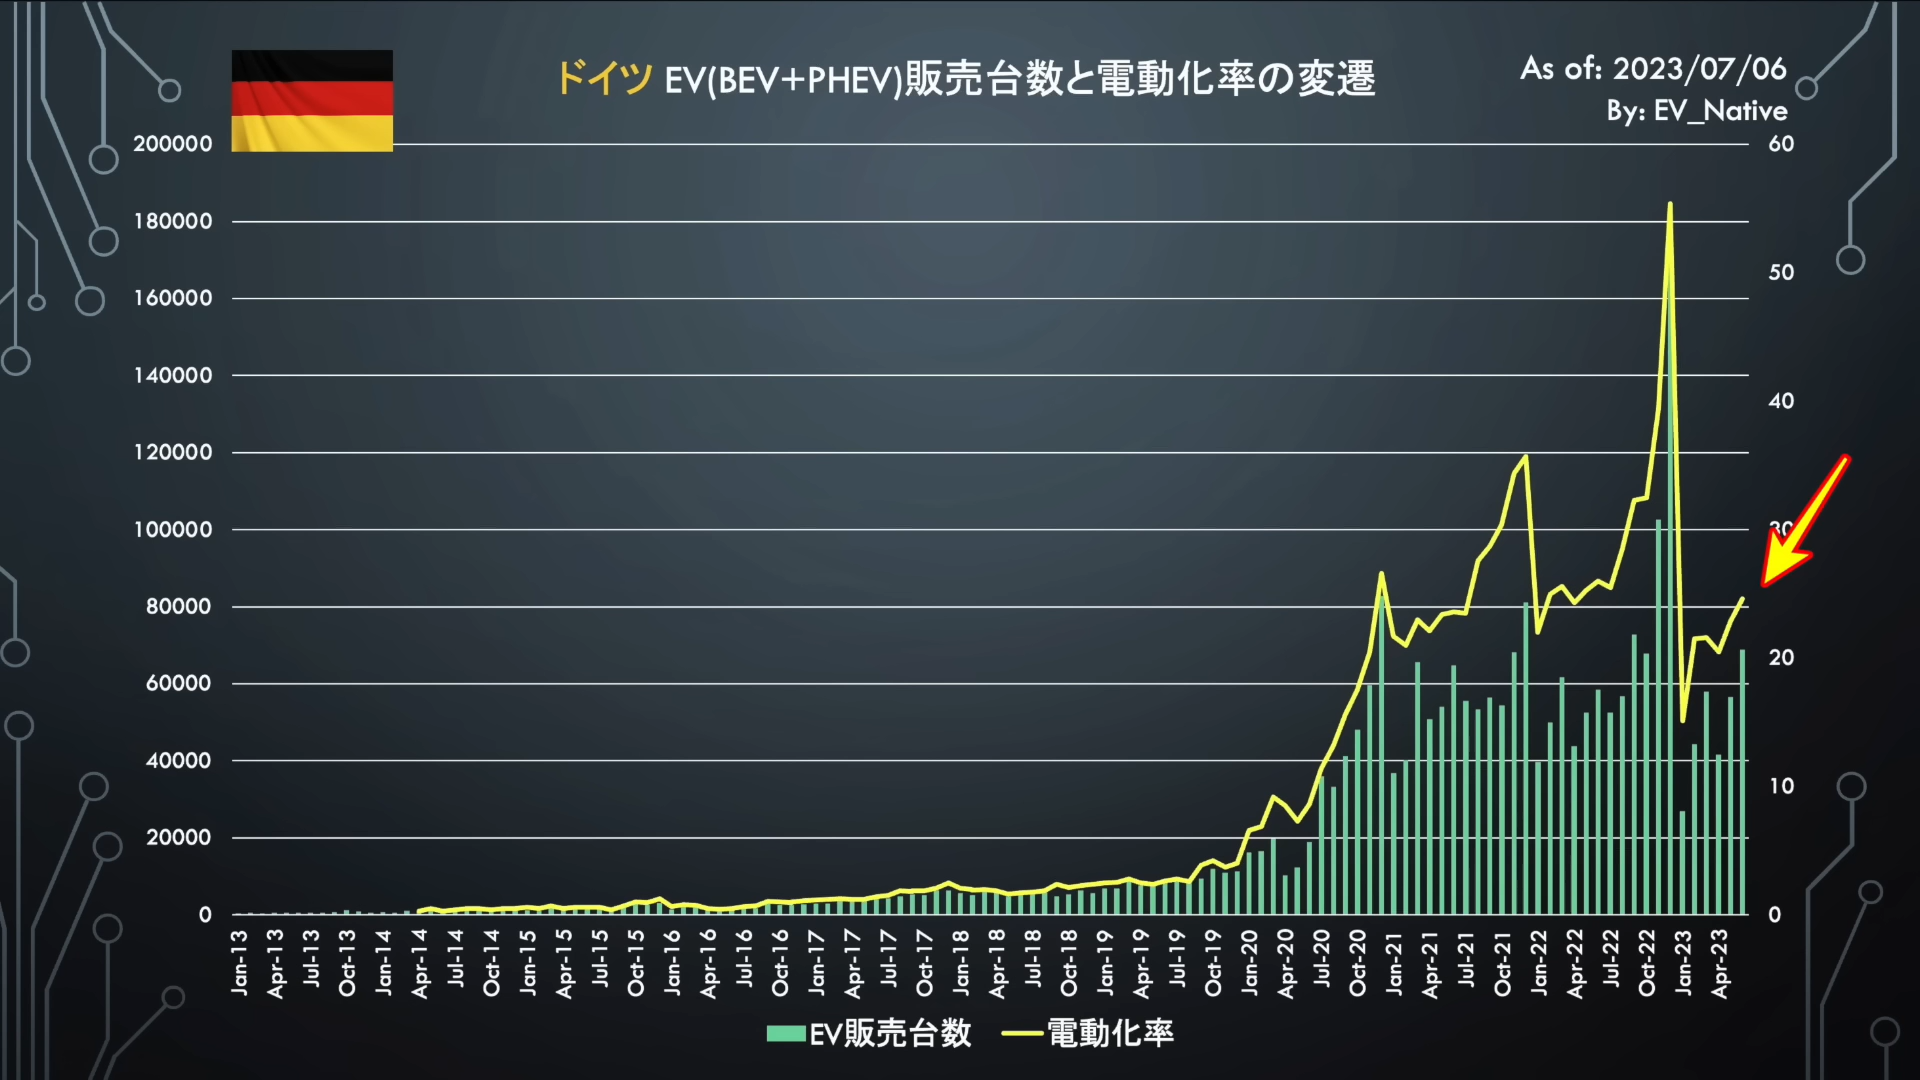 ドイツ EV(BEV+PHEV)販売台数と電動化率の変遷
As of: 2023/07/06
By: EV_Native
200000
180000
160000
140000
120000
100000
80000
60000
40000
20000
0
60
50
40
30
20
10
0
Jan-13
Apr-13
Jul-13
Oct-13
Jan-14
Apr-14
Jul-14
Oct-14
Jan-15
Apr-15
Jul-15
Oct-15
Jan-16
Apr-16
Jul-16
Oct-16
Jan-17
Apr-17
Jul-17
Oct-17
Jan-18
Apr-18
Jul-18
Oct-18
Jan-19
Apr-19
Jul-19
Oct-19
Jan-20
Apr-20
Jul-20
Oct-20
Jan-21
Apr-21
Jul-21
Oct-21
Jan-22
Apr-22
Jul-22
Oct-22
Jan-23
Apr-23
EV販売台数 電動化率